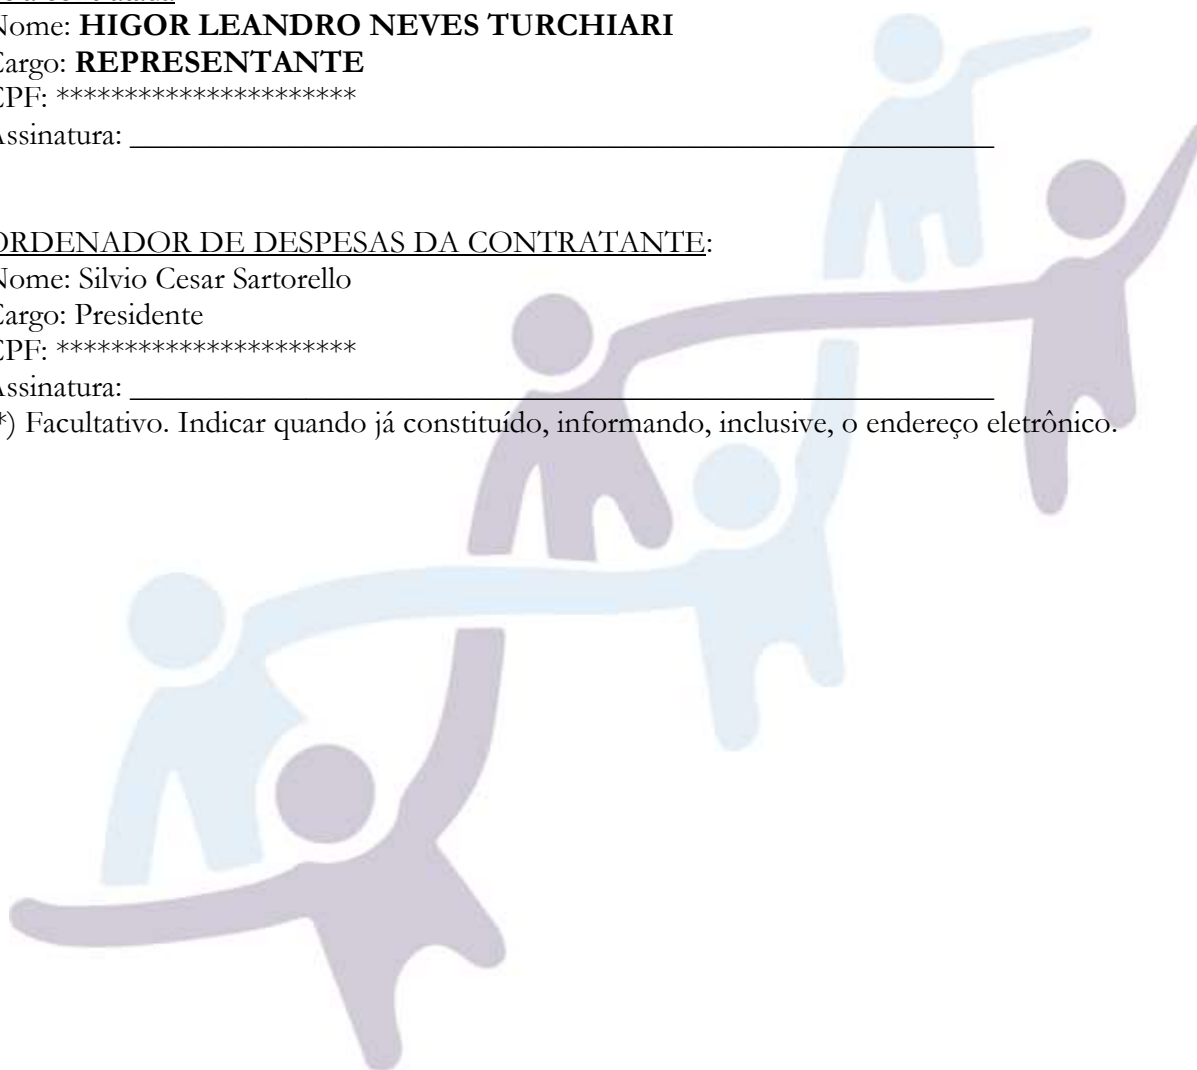 Nome: HIGOR LEANDRO NEVES TURCHIARI
Cargo: REPRESENTANTE
CPF: **********************
Assinatura: ____________________________________________________________
ORDENADOR DE DESPESAS DA CONTRATANTE:
Nome: Silvio Cesar Sartorello
Cargo: Presidente
CPF: **********************
Assinatura: ____________________________________________________________
*) Facultativo. Indicar quando já constituído, informando, inclusive, o endereço eletrônico.